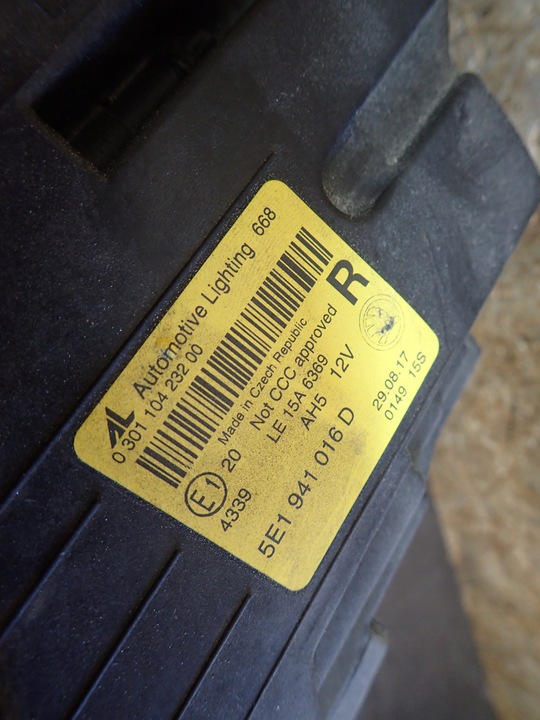 AL Automotive Lighting 668
0 301 104 232 00
Made in Czech Republic
R
E1 20 Not CCC approved
LE 15A 6369
4339 AH5 12V
5E1 941 016 D
29.08.17
0149 15S